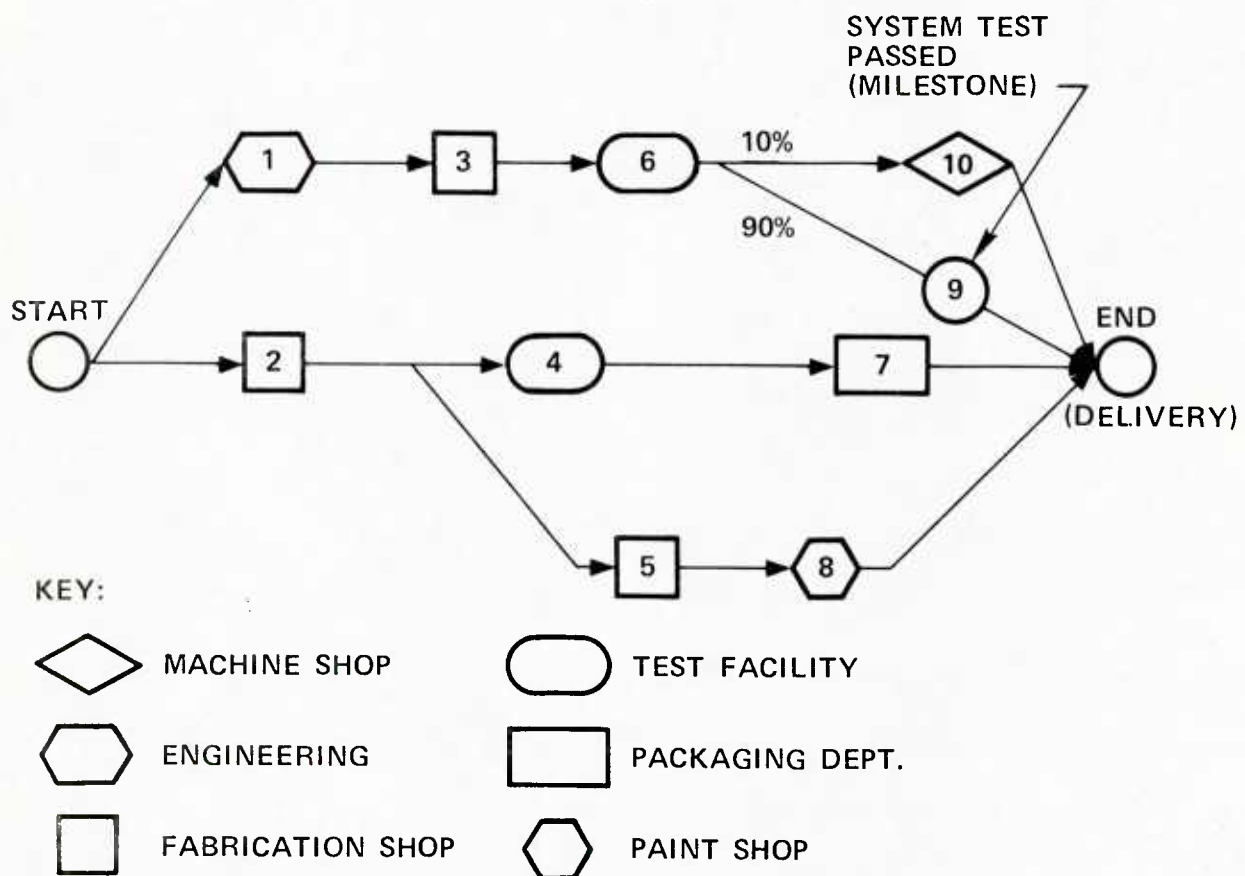 SYSTEM TEST
PASSED
(MILESTONE)
1
3
6
10%
10
90%
9
START
END
2
4
7
(DELIVERY)
5
8
KEY:
MACHINE SHOP
TEST FACILITY
ENGINEERING
PACKAGING DEPT.
FABRICATION SHOP
PAINT SHOP